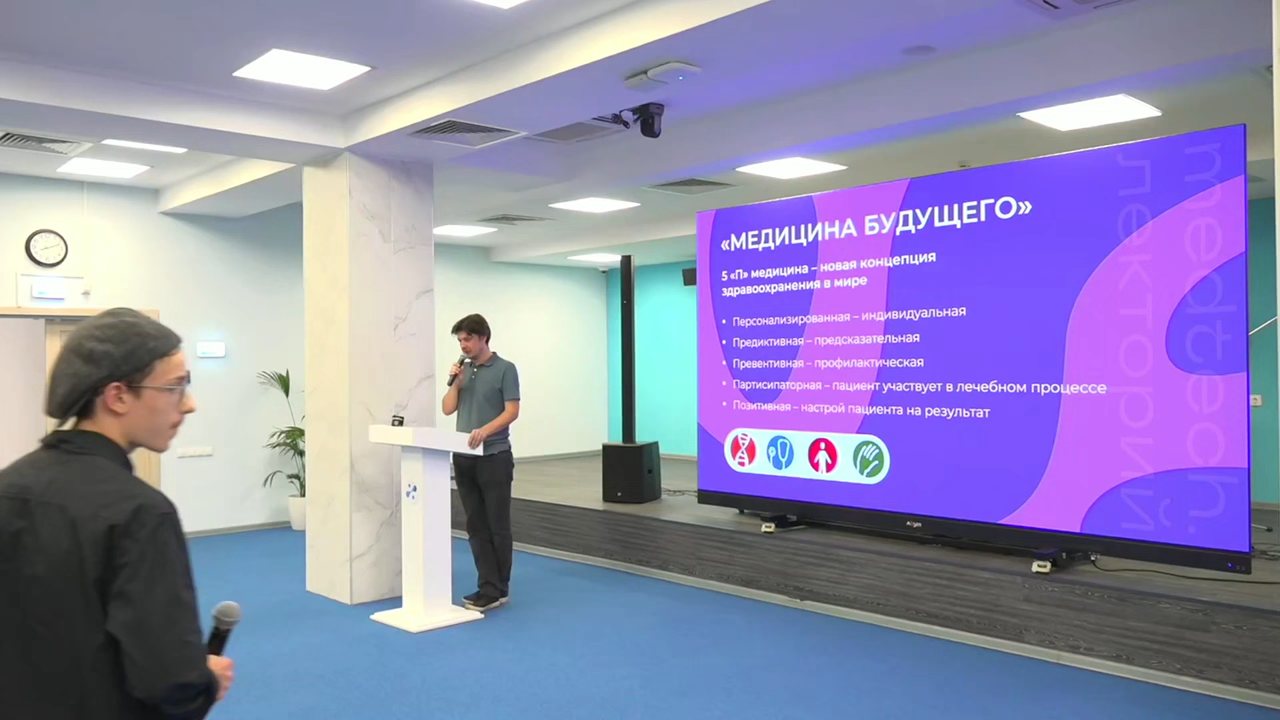 «МЕДИЦИНА БУДУЩЕГО»
5 «П» медицина – новая концепция
здравоохранения в мире
• Персонализированная – индивидуальная
• Предиктивная – предсказательная
• Превентивная – профилактическая
• Партисипаторная – пациент участвует в лечебном процессе
• Позитивная – настрой пациента на результат
medtech.
лекторий